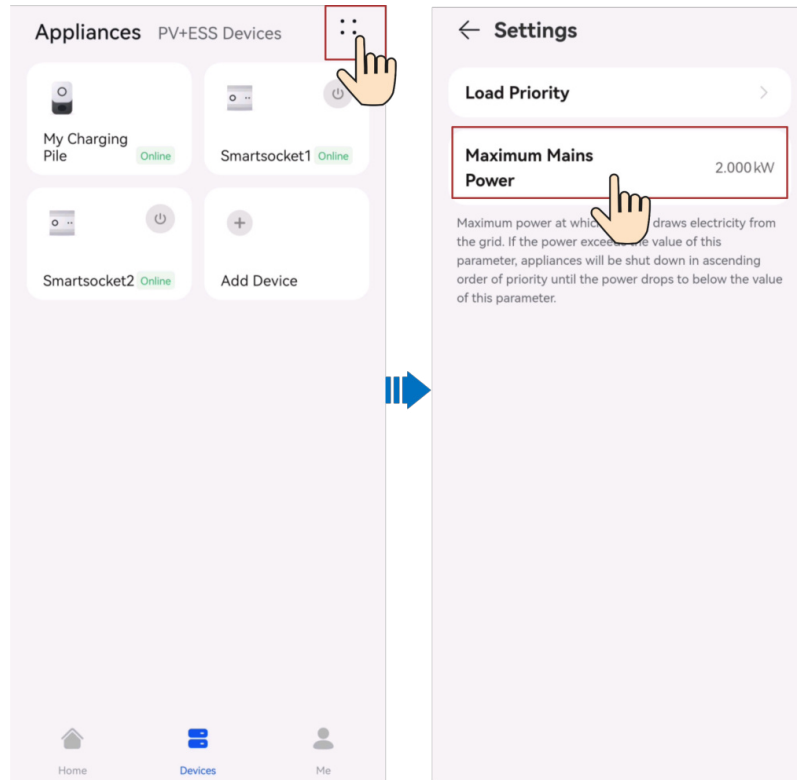 Appliances PV+ESS Devices
My Charging
Pile Online
Smartsocket1 Online
Smartsocket2 Online
Add Device
Home
Devices
Me
Settings
Load Priority
Maximum Mains
Power
2.000 kW
Maximum power at which draws electricity from
the grid. If the power exceeds the value of this
parameter, appliances will be shut down in ascending
order of priority until the power drops to below the value
of this parameter.